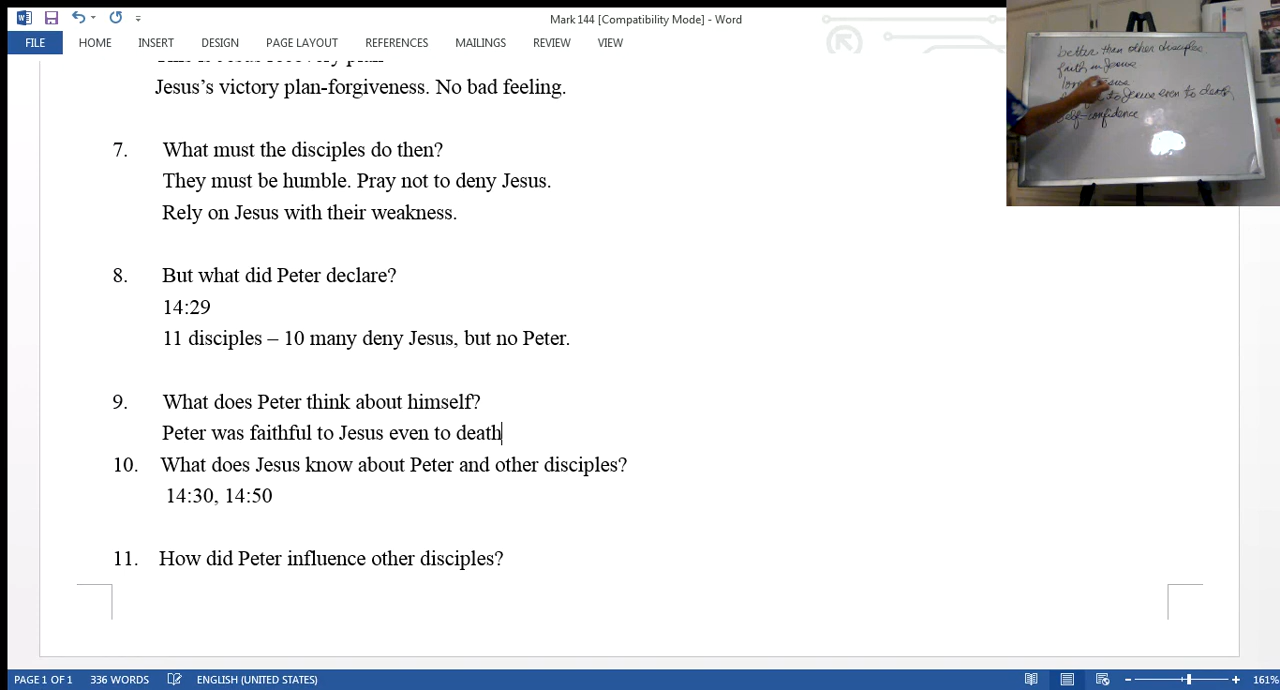 Mark 144 [Compatibility Mode] - Word
FILE HOME INSERT DESIGN PAGE LAYOUT REFERENCES MAILINGS REVIEW VIEW
Jesus's victory plan-forgiveness. No bad feeling.
7. What must the disciples do then?
They must be humble. Pray not to deny Jesus.
Rely on Jesus with their weakness.
8. But what did Peter declare?
14:29
11 disciples – 10 many deny Jesus, but no Peter.
9. What does Peter think about himself?
Peter was faithful to Jesus even to death
10. What does Jesus know about Peter and other disciples?
14:30, 14:50
11. How did Peter influence other disciples?
better than other disciples
faith in Jesus
Jesus
to Jesus even to death
self-confidence
PAGE 1 OF 1 336 WORDS ENGLISH (UNITED STATES) 161%